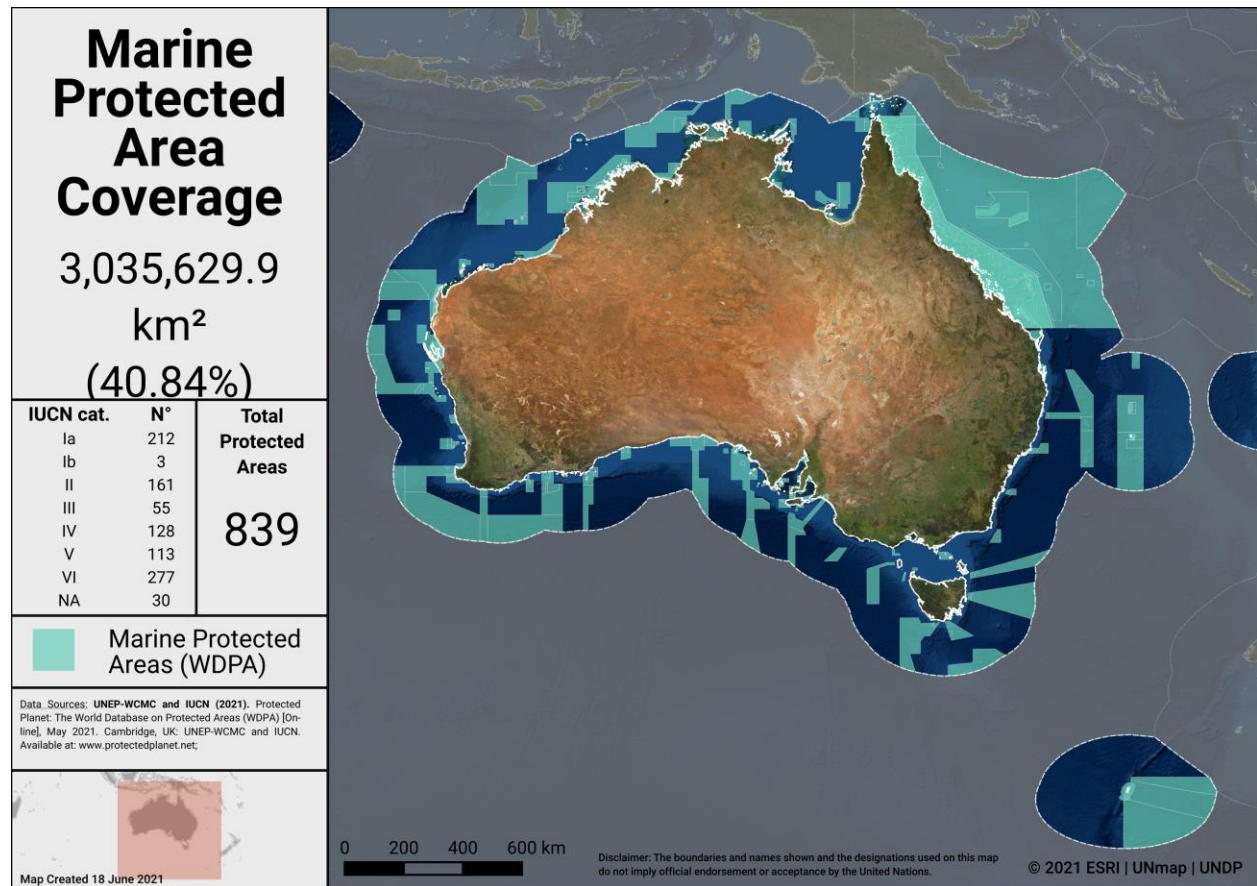 Marine
Protected
Area
Coverage
3,035,629.9
km²
(40.84%)
IUCN cat. N°
Ia 212
Ib 3
II 161
III 55
IV 128
V 113
VI 277
NA 30
Total
Protected
Areas
839
Marine Protected
Areas (WDPA)
Data Sources: UNEP-WCMC and IUCN (2021). Protected
Planet: The World Database on Protected Areas (WDPA) [On-
line], May 2021. Cambridge, UK: UNEP-WCMC and IUCN.
Available at: www.protectedplanet.net;
Map Created 18 June 2021
0 200 400 600 km
Disclaimer: The boundaries and names shown and the designations used on this map
do not imply official endorsement or acceptance by the United Nations.
© 2021 ESRI | UNmap | UNDP